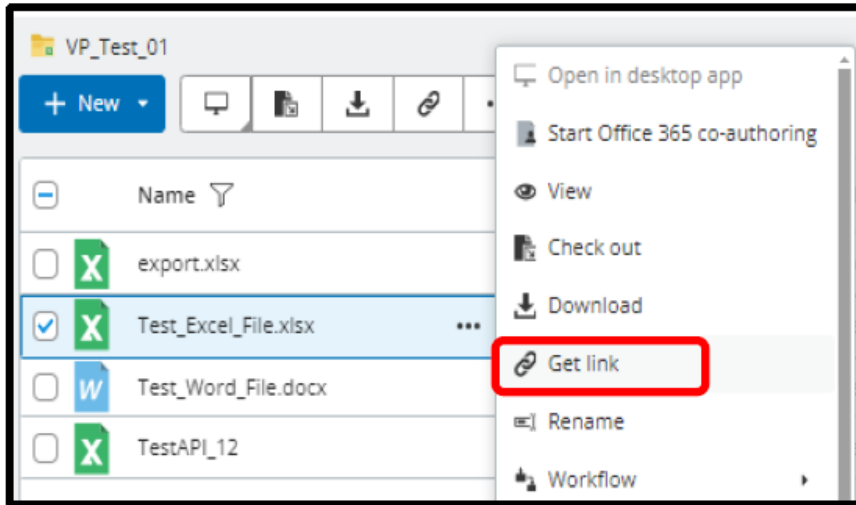 VP_Test_01
+ New
Name
export.xlsx
Test_Excel_File.xlsx
Test_Word_File.docx
TestAPI_12
Open in desktop app
Start Office 365 co-authoring
View
Check out
Download
Get link
Rename
Workflow